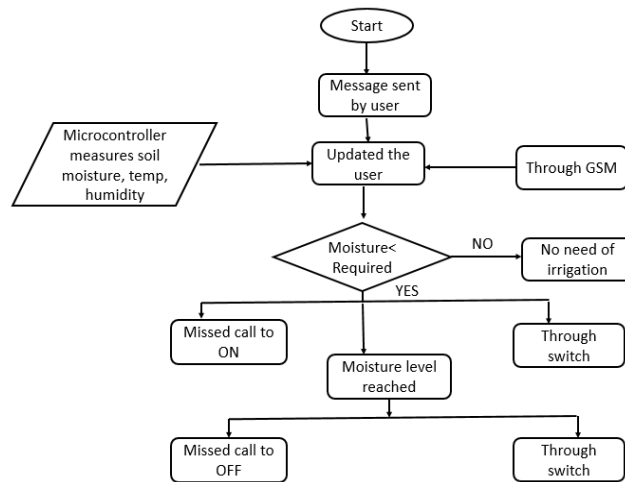 Start
Message sent
by user
Microcontroller
measures soil
moisture, temp,
humidity
Updated the
user
Through GSM
Moisture<
Required
NO
No need of
irrigation
YES
Missed call to
ON
Through
switch
Moisture level
reached
Missed call to
OFF
Through
switch